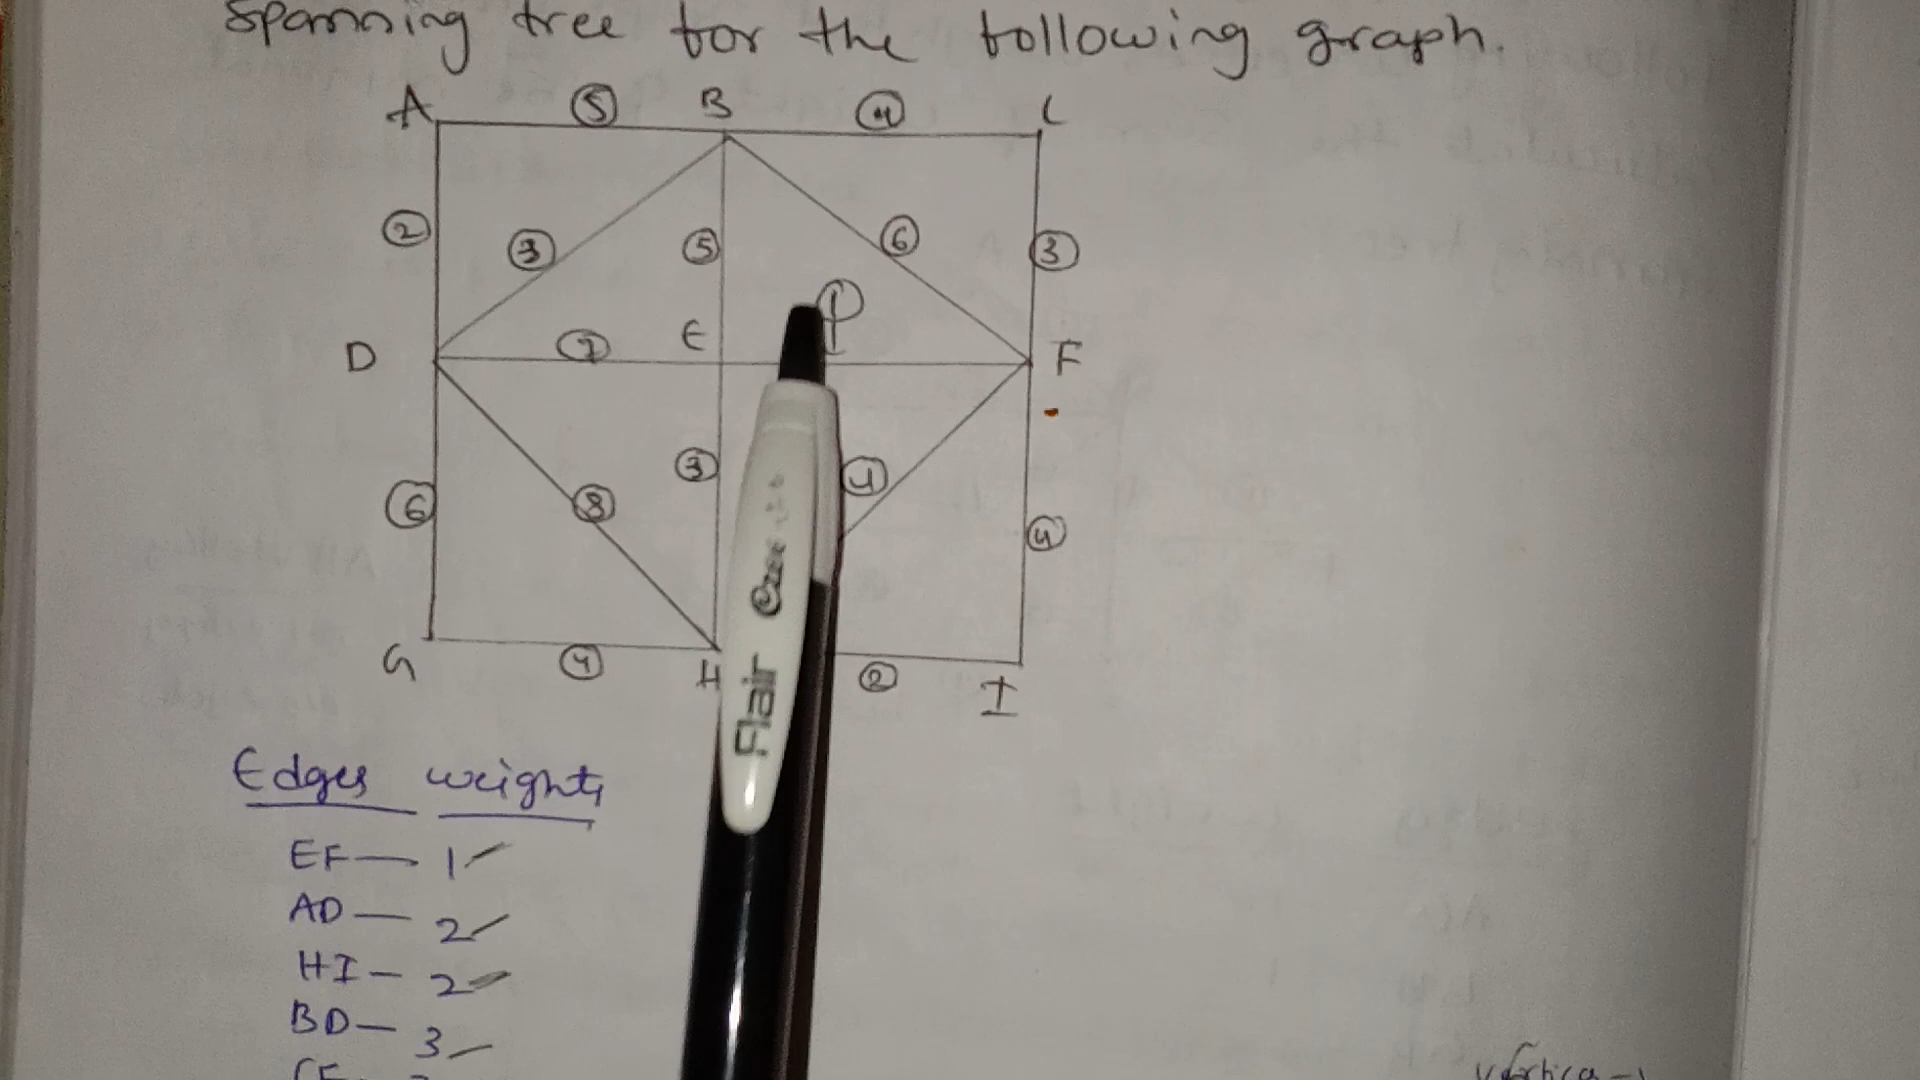 Spanning tree for the following graph.
A 5 B 4 C
2 3 5 6 3
D 7 E 1 F
6 8 3 4 4
G 4 H 2 I
Flair
Edges weights
EF — 1
AD — 2
HI — 2
BD — 3
CF